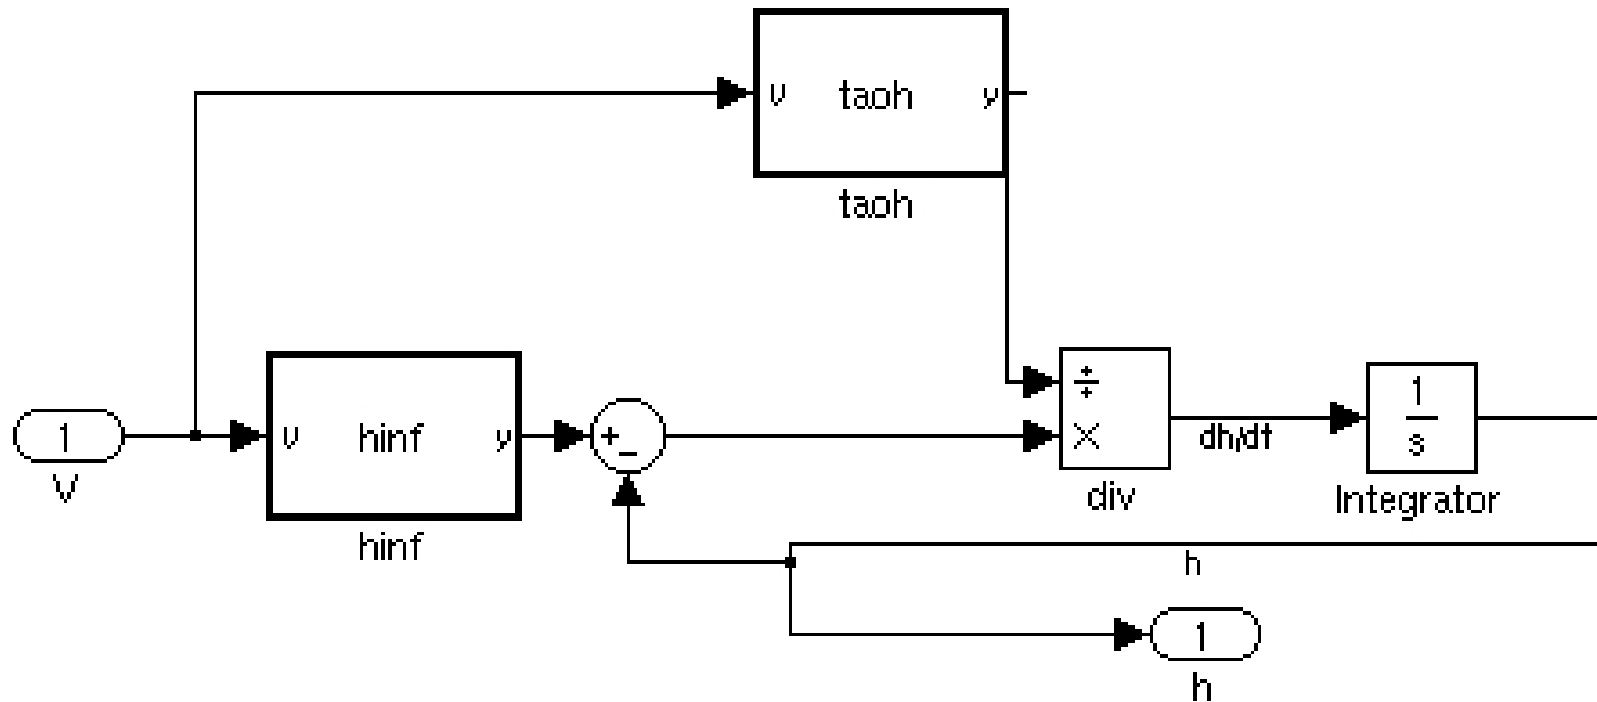 v taoh y
taoh
1
V
v hinf y
hinf
+
−
÷
×
div
dh/dt
1
s
Integrator
h
1
h